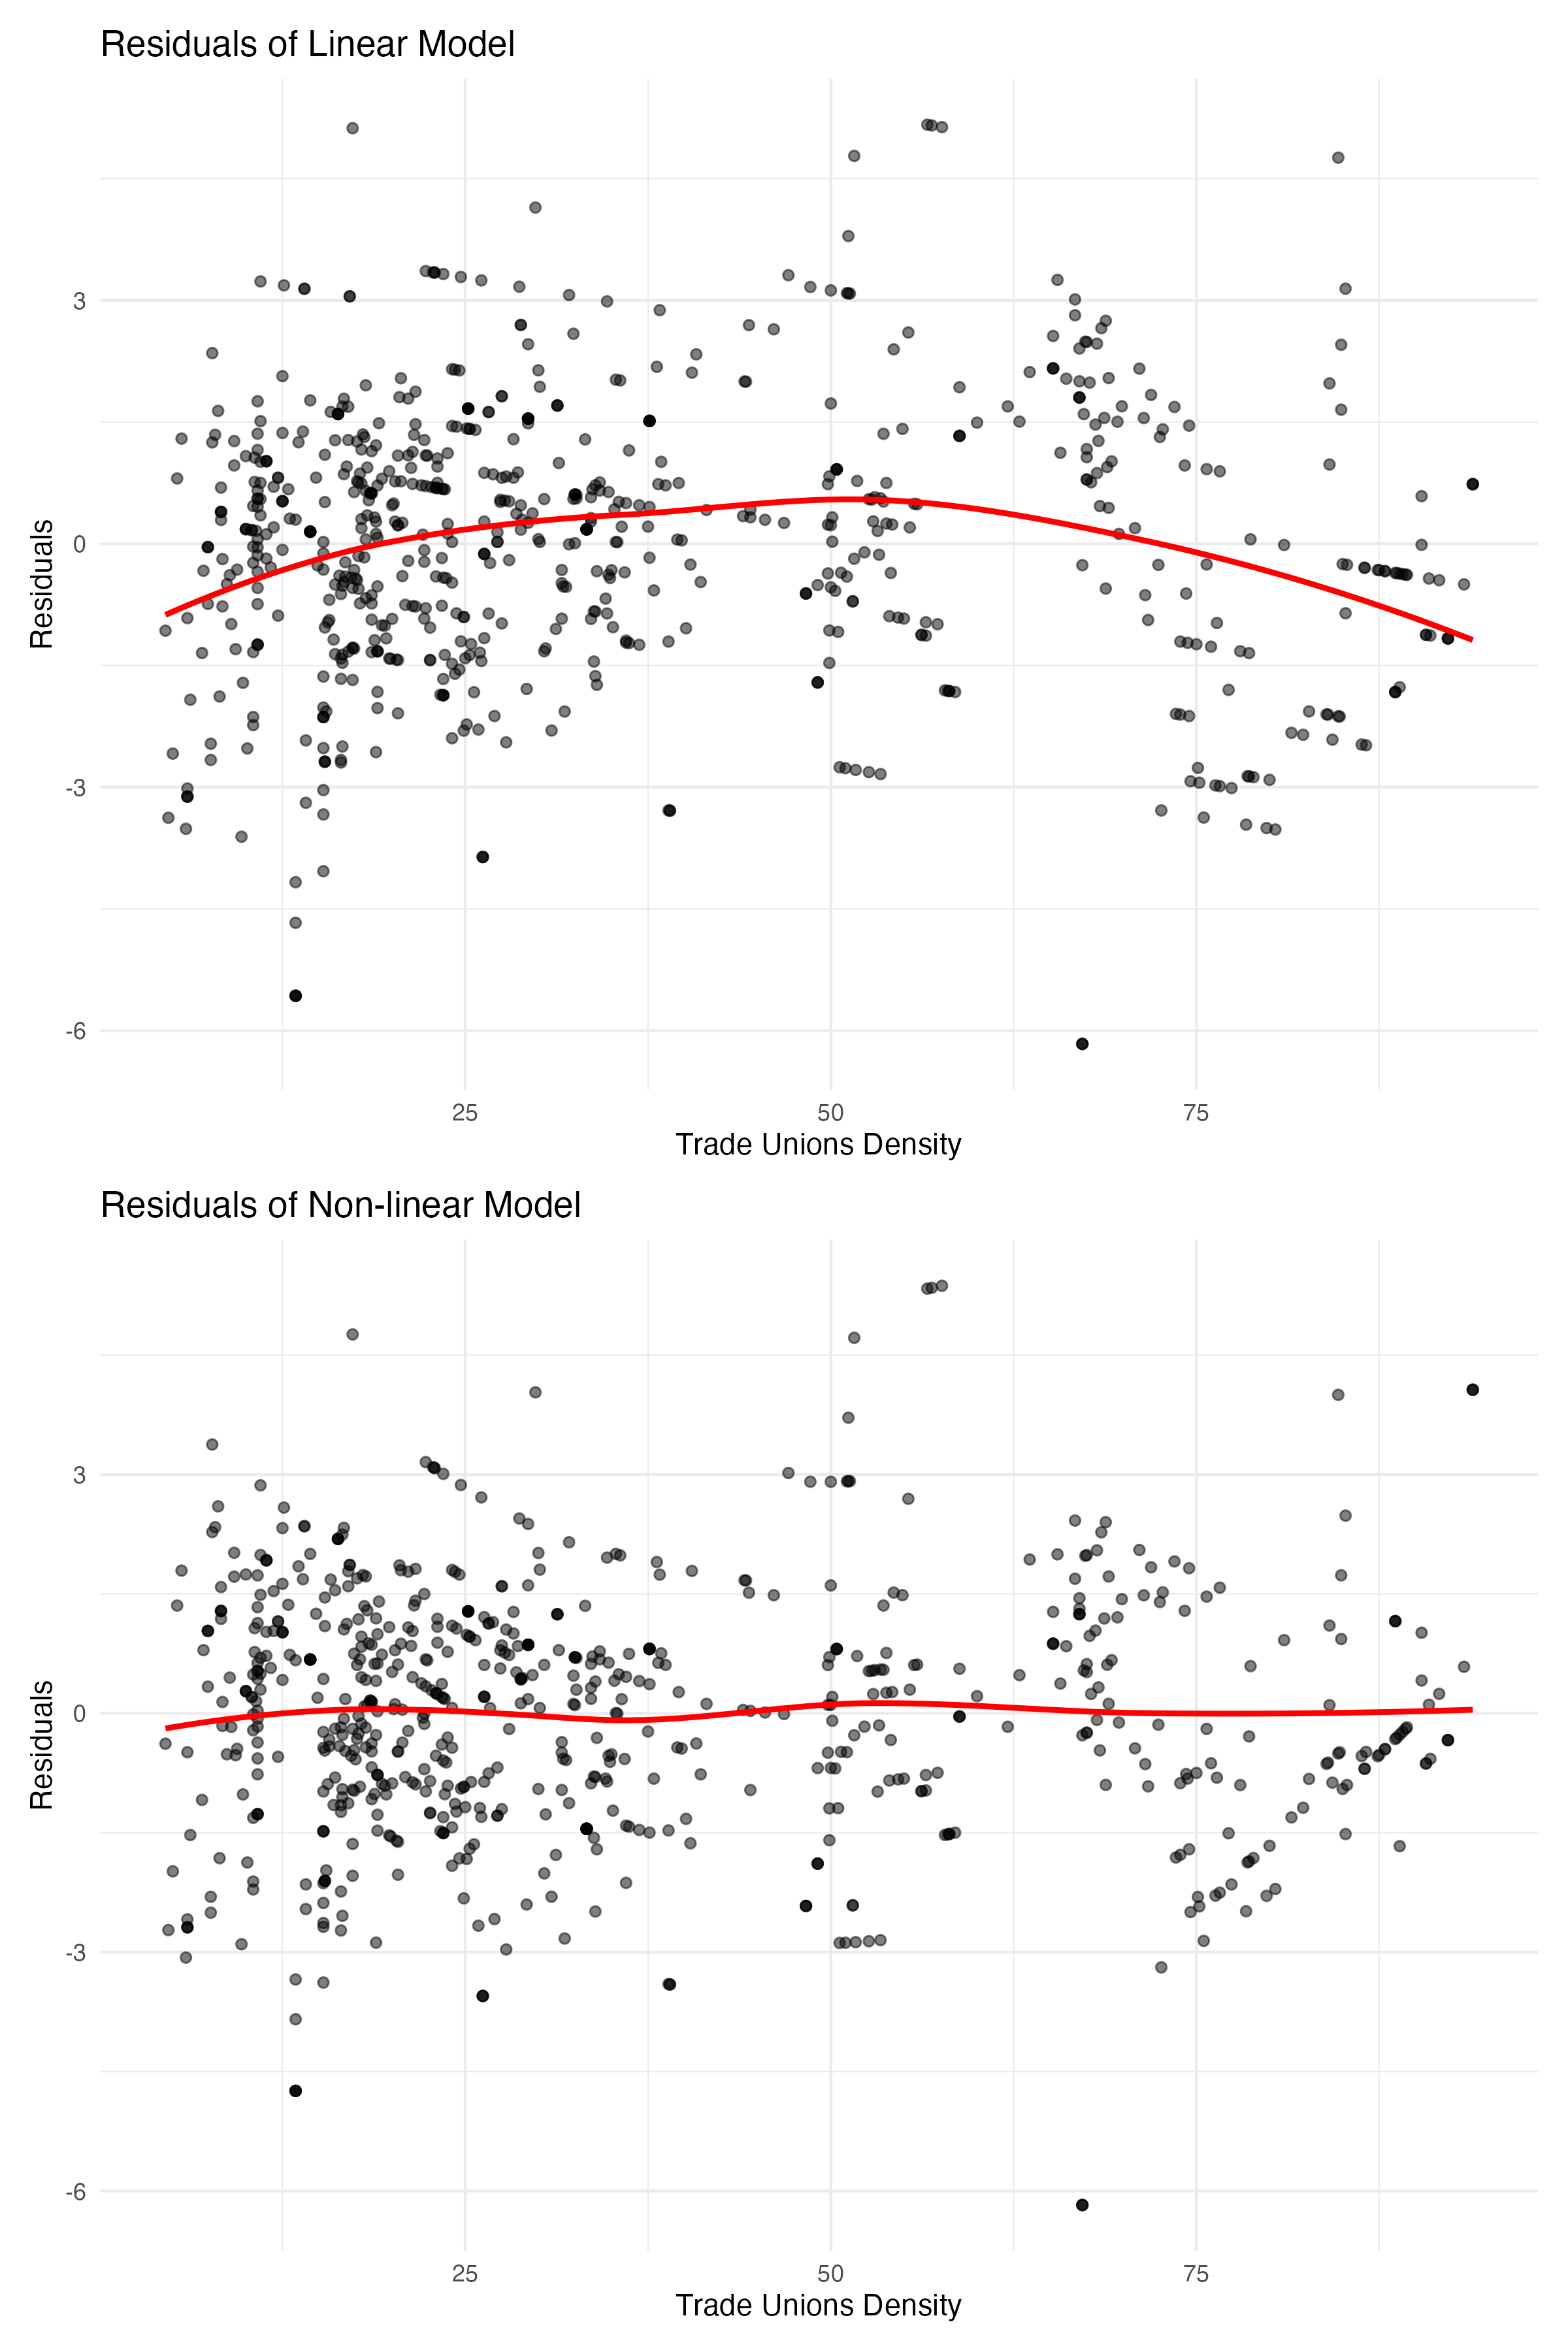 Residuals of Linear Model
3
0
-3
-6
Residuals
25 50 75
Trade Unions Density
Residuals of Non-linear Model
3
0
-3
-6
Residuals
25 50 75
Trade Unions Density